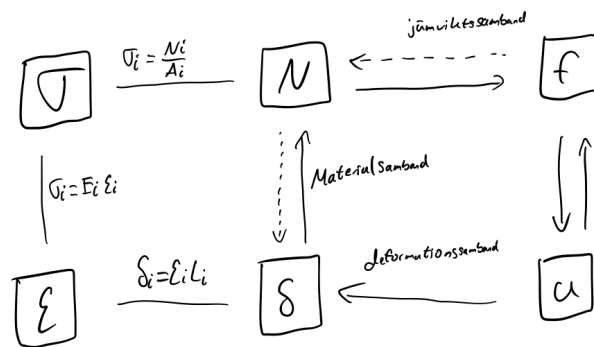 jämviktssamband
σi = Ni/Ai
σ
N
f
σi = Ei εi
Materialsamband
deformationssamband
δi = εi Li
ε
δ
u